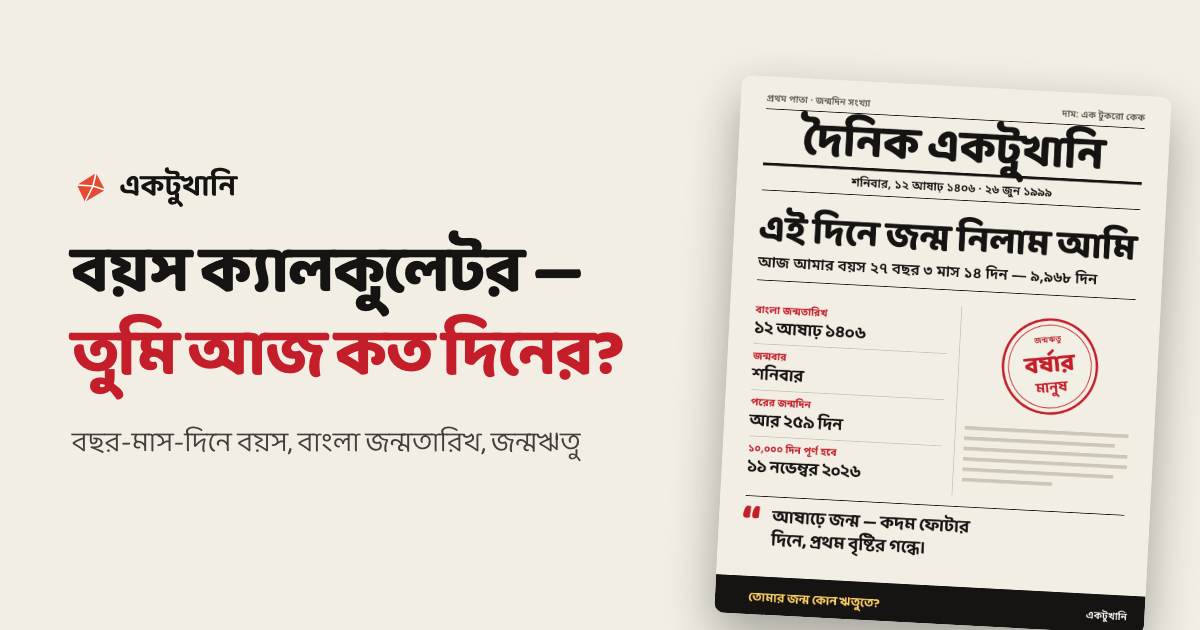 একটুখানি
বয়স ক্যালকুলেটর —
তুমি আজ কত দিনের?
বছর-মাস-দিনে বয়স, বাংলা জন্মতারিখ, জন্মঋতু
প্রথম পাতা · জন্মদিন সংখ্যা
দাম: এক টুকরো কেক
দৈনিক একটুখানি
শনিবার, ১২ আষাঢ় ১৪০৬ · ২৬ জুন ১৯৯৯
এই দিনে জন্ম নিলাম আমি
আজ আমার বয়স ২৭ বছর ৩ মাস ১৪ দিন — ৯,৯৬৮ দিন
বাংলা জন্মতারিখ
১২ আষাঢ় ১৪০৬
জন্মবার
শনিবার
পরের জন্মদিন
আর ২৫৯ দিন
১০,০০০ দিন পূর্ণ হবে
১১ নভেম্বর ২০২৬
জন্মঋতু
বর্ষার
মানুষ
“ আষাঢ়ে জন্ম — কদম ফোটার
দিনে, প্রথম বৃষ্টির গন্ধে।
তোমার জন্ম কোন ঋতুতে?
একটুখানি